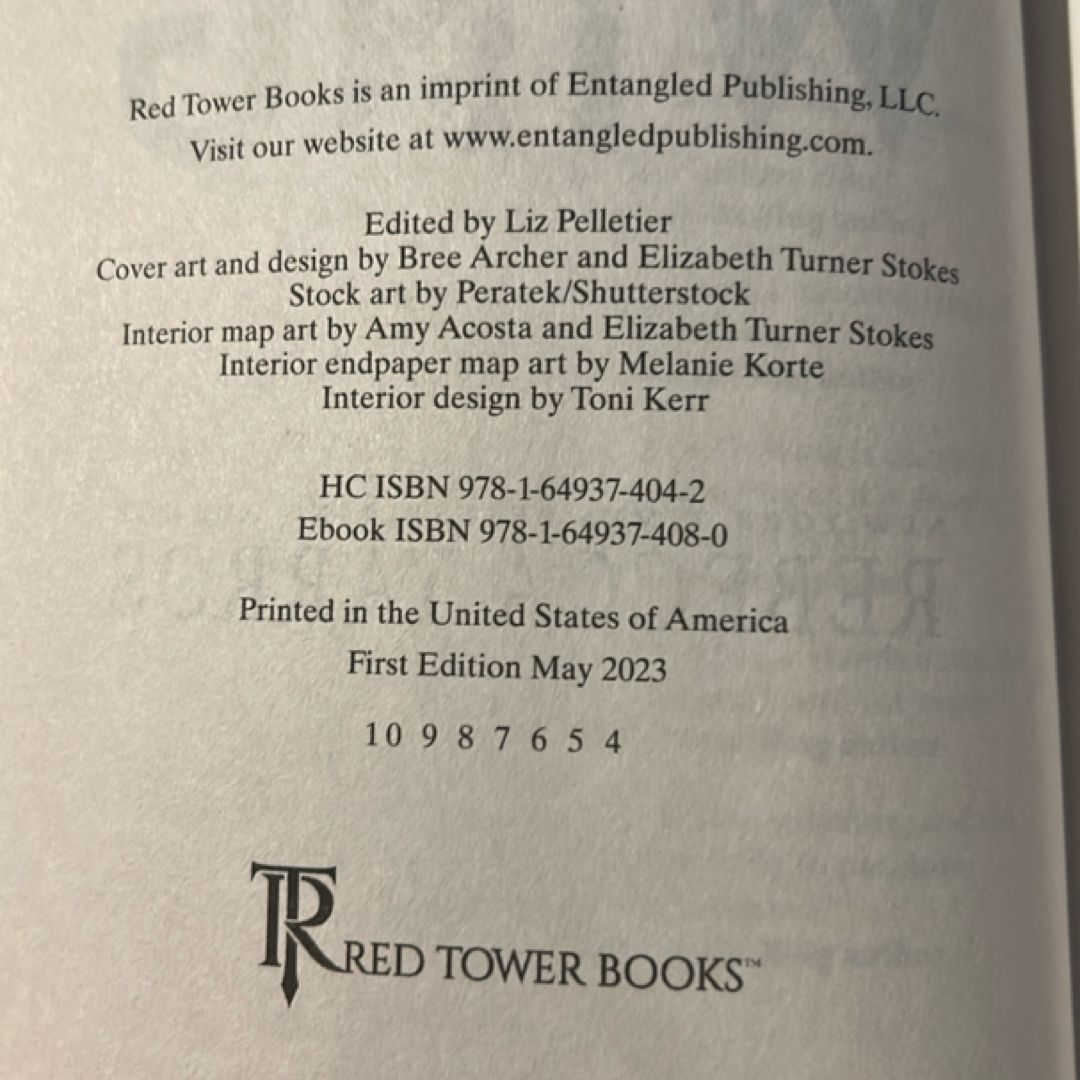 Red Tower Books is an imprint of Entangled Publishing, LLC.
Visit our website at www.entangledpublishing.com.
Edited by Liz Pelletier
Cover art and design by Bree Archer and Elizabeth Turner Stokes
Stock art by Peratek/Shutterstock
Interior map art by Amy Acosta and Elizabeth Turner Stokes
Interior endpaper map art by Melanie Korte
Interior design by Toni Kerr
HC ISBN 978-1-64937-404-2
Ebook ISBN 978-1-64937-408-0
Printed in the United States of America
First Edition May 2023
10 9 8 7 6 5 4
TR RED TOWER BOOKS™